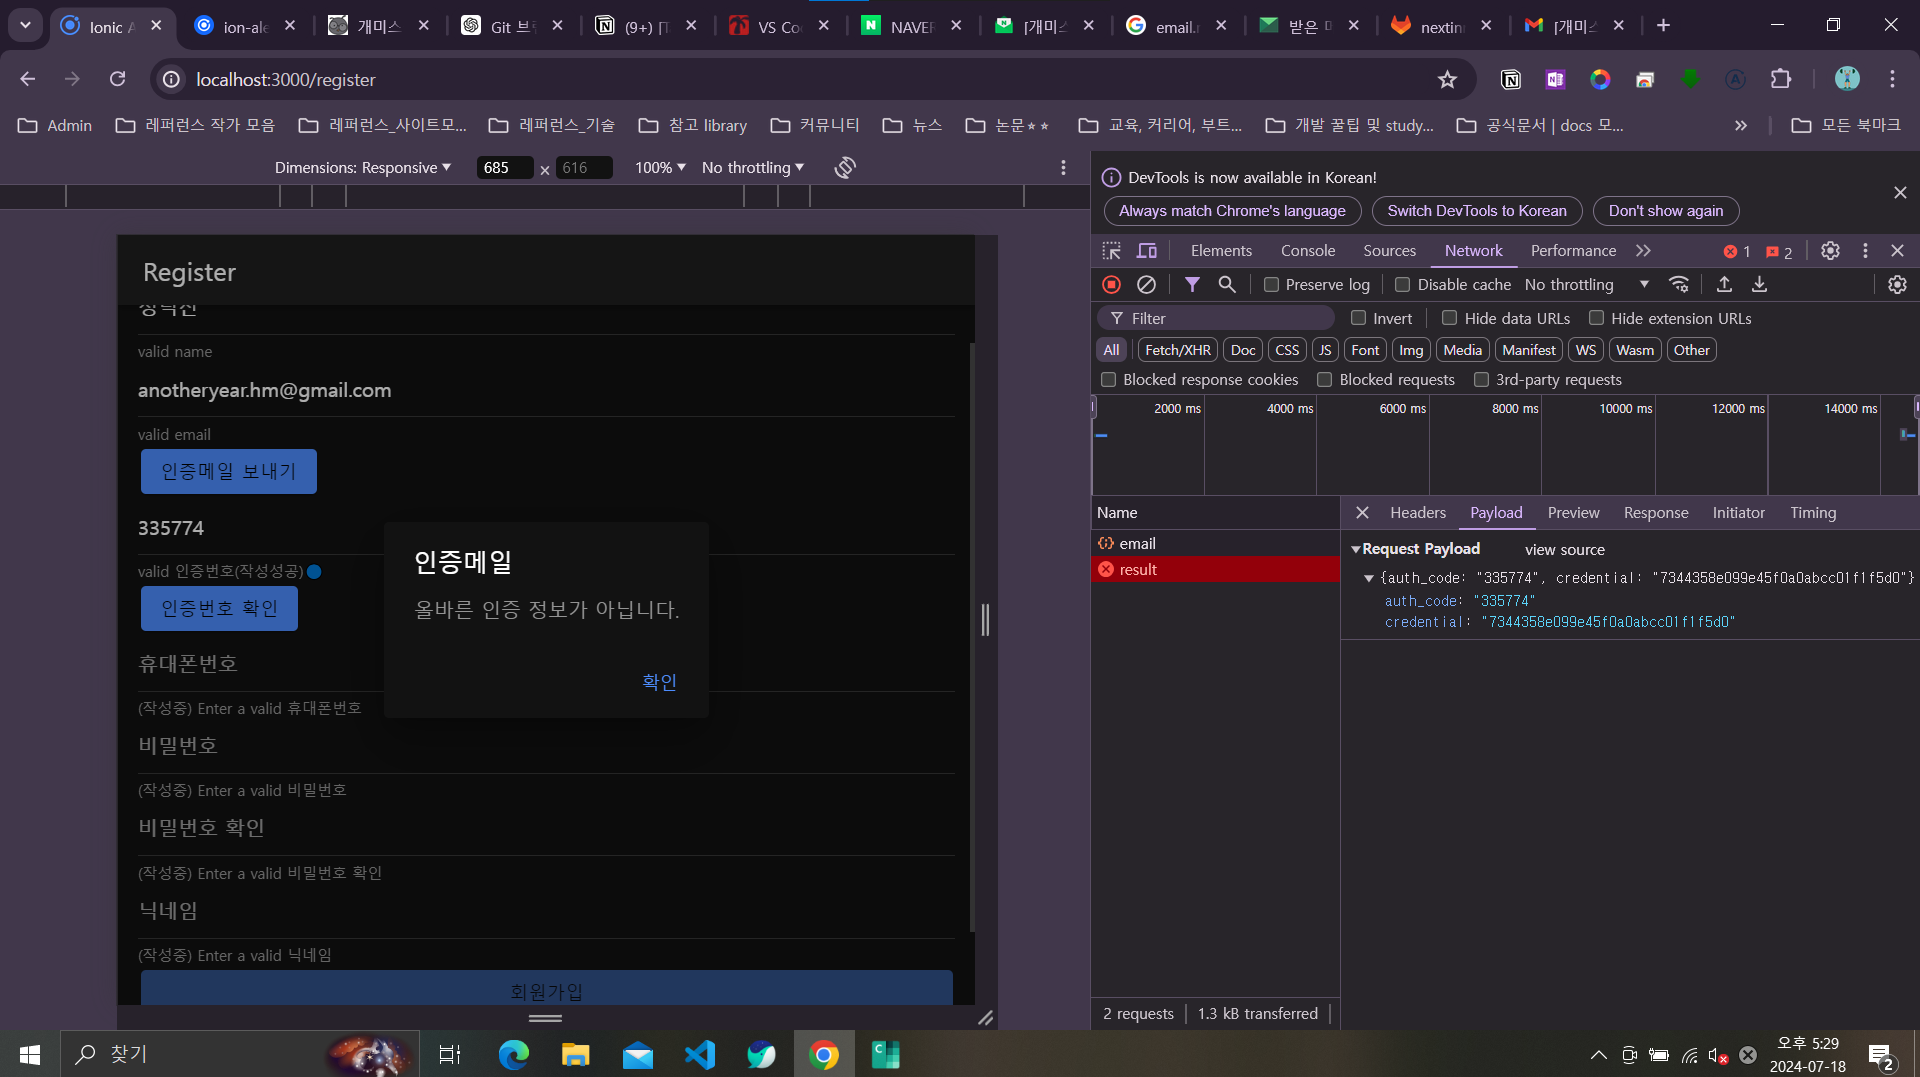 Ionic A
ion-ale
개미스
Git 브
(9+) [T
VS Co
NAVER
[개미스
email.r
받은 메
nextin
[개미스
localhost:3000/register
Admin
레퍼런스 작가 모음
레퍼런스_사이트모...
레퍼런스_기술
참고 library
커뮤니티
뉴스
논문★★
교육, 커리어, 부트...
개발 꿀팁 및 study...
공식문서 | docs 모...
모든 북마크
Dimensions: Responsive
685 × 616
100%
No throttling
DevTools is now available in Korean!
Always match Chrome's language
Switch DevTools to Korean
Don't show again
Elements
Console
Sources
Network
Performance
1
2
Preserve log
Disable cache
No throttling
Filter
Invert
Hide data URLs
Hide extension URLs
All
Fetch/XHR
Doc
CSS
JS
Font
Img
Media
Manifest
WS
Wasm
Other
Blocked response cookies
Blocked requests
3rd-party requests
2000 ms
4000 ms
6000 ms
8000 ms
10000 ms
12000 ms
14000 ms
Name
email
result
Headers
Payload
Preview
Response
Initiator
Timing
Request Payload
view source
{auth_code: "335774", credential: "7344358e099e45f0a0abcc01f1f5d0"}
auth_code: "335774"
credential: "7344358e099e45f0a0abcc01f1f5d0"
2 requests
1.3 kB transferred
Register
valid name
anotheryear.hm@gmail.com
valid email
인증메일 보내기
335774
valid 인증번호(작성성공)
인증번호 확인
인증메일
올바른 인증 정보가 아닙니다.
확인
휴대폰번호
(작성중) Enter a valid 휴대폰번호
비밀번호
(작성중) Enter a valid 비밀번호
비밀번호 확인
(작성중) Enter a valid 비밀번호 확인
닉네임
(작성중) Enter a valid 닉네임
회원가입
찾기
오후 5:29
2024-07-18
2